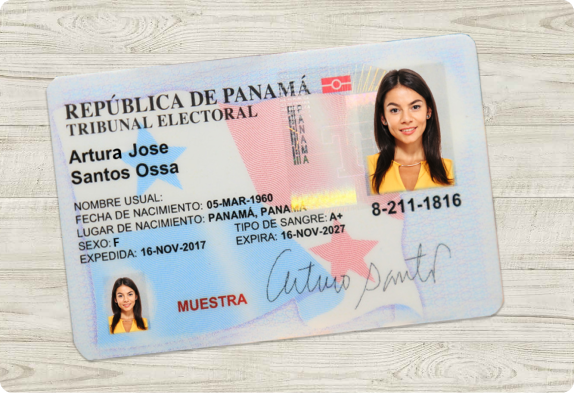 REPÚBLICA DE PANAMÁ
TRIBUNAL ELECTORAL
PANAMA
Artura Jose
Santos Ossa
NOMBRE USUAL:
FECHA DE NACIMIENTO: 05-MAR-1960
LUGAR DE NACIMIENTO: PANAMÁ, PANAMA
SEXO: F
TIPO DE SANGRE: A+
EXPEDIDA: 16-NOV-2017
EXPIRA: 16-NOV-2027
8-211-1816
MUESTRA
Arturo Santos